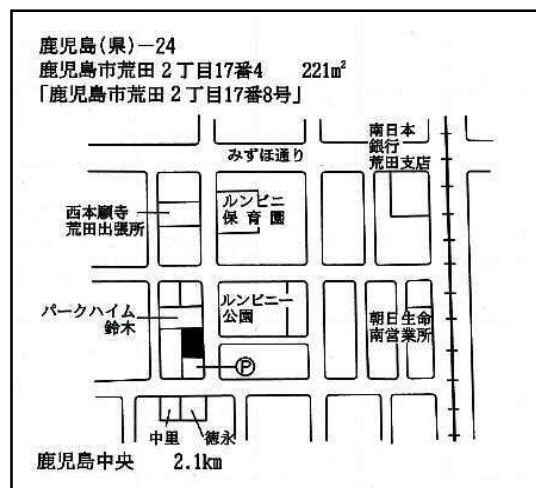 鹿児島(県)-24
鹿児島市荒田2丁目17番4 221m²
「鹿児島市荒田2丁目17番8号」
みずほ通り
南日本
銀行
荒田支店
西本願寺
荒田出張所
ルンビニ
保育園
パークハイム
鈴木
ルンビニー
公園
朝日生命
南営業所
Ⓟ
中里
德永
鹿児島中央 2.1km